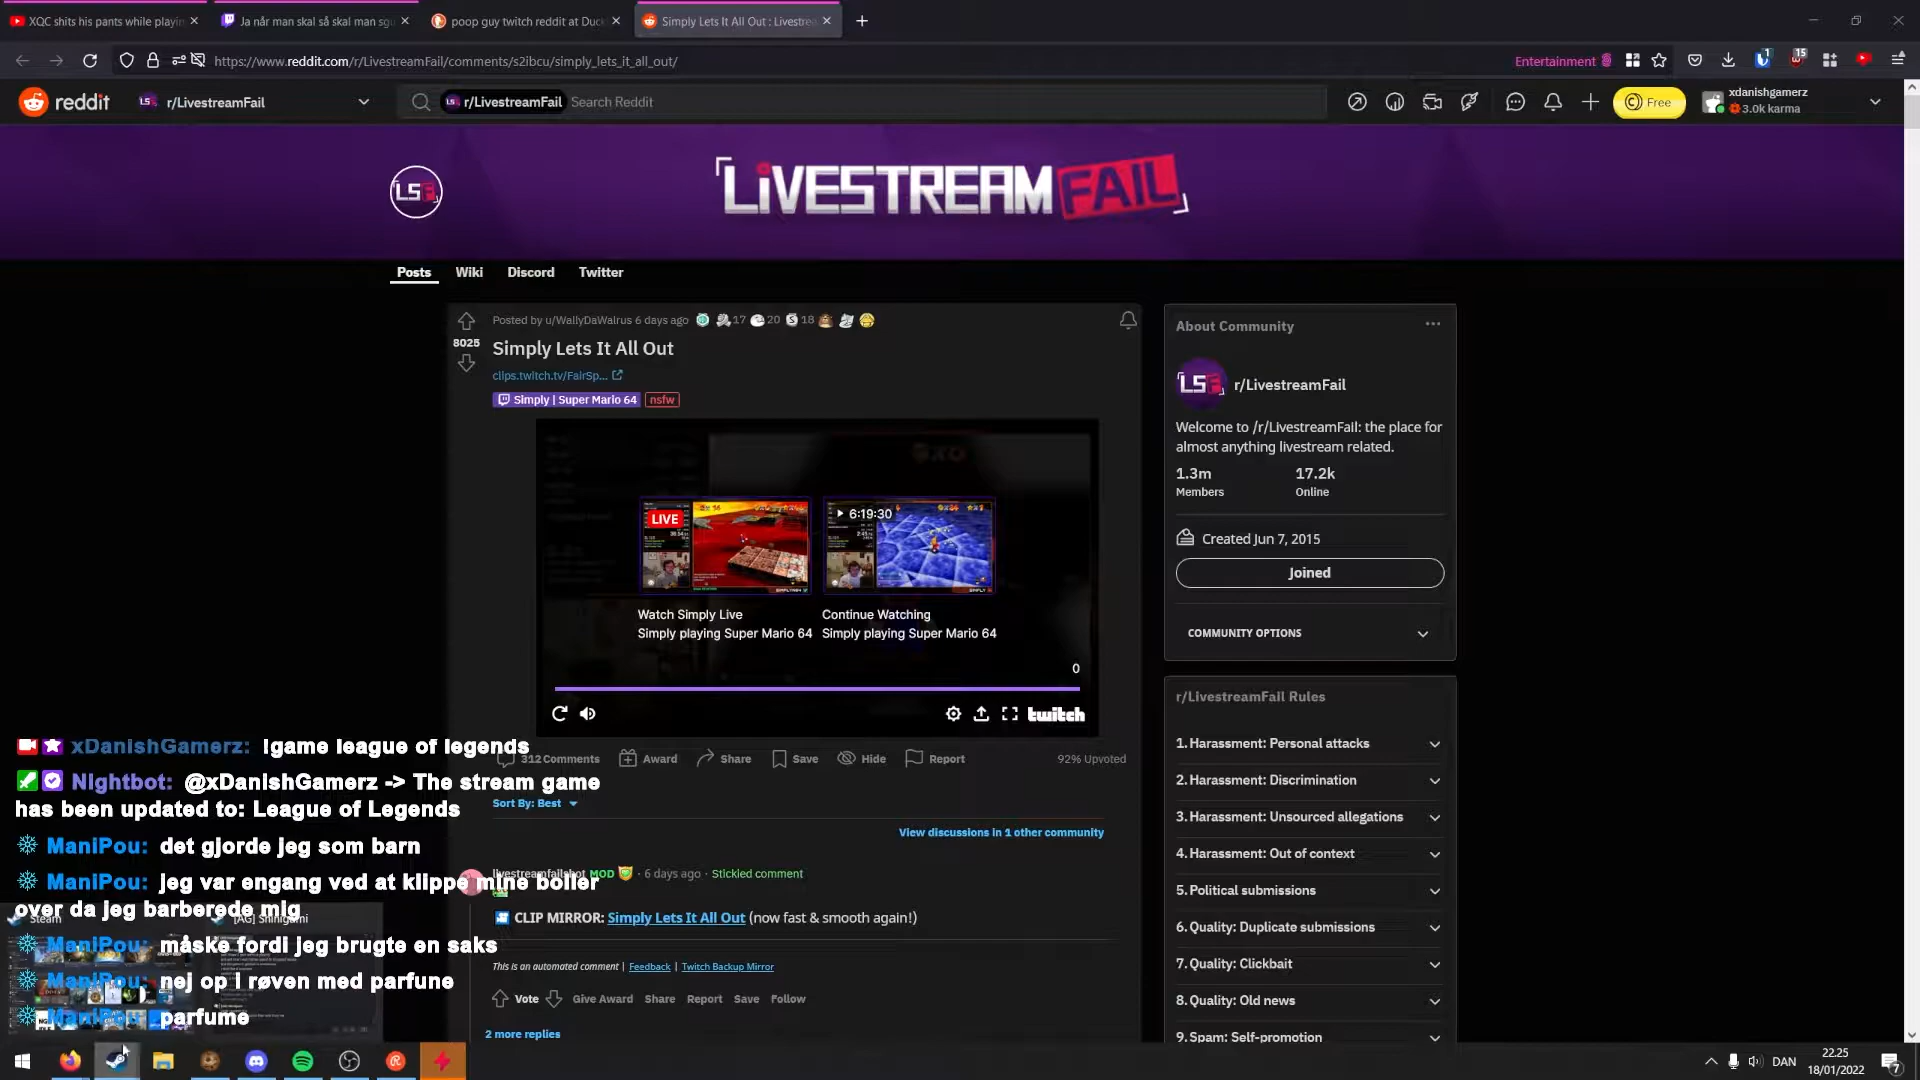 XQC shits his pants while playin
Ja når man skal så skal man sgu
poop guy twitch reddit at Duck
Simply Lets It All Out : Livestrea
https://www.reddit.com/r/LivestreamFail/comments/s2ibcu/simply_lets_it_all_out/
Entertainment
1
15
reddit
r/LivestreamFail
r/LivestreamFail Search Reddit
Free
xdanishgamerz
3.0k karma
LSF
LIVESTREAMFAIL
Posts Wiki Discord Twitter
Posted by u/WallyDaWalrus 6 days ago 17 20 18
8025
Simply Lets It All Out
clips.twitch.tv/FairSp...
Simply | Super Mario 64 nsfw
LIVE
6:19:30
Watch Simply Live
Simply playing Super Mario 64
Continue Watching
Simply playing Super Mario 64
0
twitch
312 Comments Award Share Save Hide Report 92% Upvoted
Sort By: Best
View discussions in 1 other community
livestreamfailsbot MOD · 6 days ago · Stickied comment
CLIP MIRROR: Simply Lets It All Out (now fast & smooth again!)
This is an automated comment | Feedback | Twitch Backup Mirror
Vote Give Award Share Report Save Follow
2 more replies
About Community
LSF
r/LivestreamFail
Welcome to /r/LivestreamFail: the place for
almost anything livestream related.
1.3m 17.2k
Members Online
Created Jun 7, 2015
Joined
COMMUNITY OPTIONS
r/LivestreamFail Rules
1. Harassment: Personal attacks
2. Harassment: Discrimination
3. Harassment: Unsourced allegations
4. Harassment: Out of context
5. Political submissions
6. Quality: Duplicate submissions
7. Quality: Clickbait
8. Quality: Old news
9. Spam: Self-promotion
xDanishGamerz: !game league of legends
Nightbot: @xDanishGamerz -> The stream game
has been updated to: League of Legends
ManiPou: det gjorde jeg som barn
ManiPou: jeg var engang ved at klippe mine boller
over da jeg barberede mig
Steam
[AG] Shinigami
ManiPou: måske fordi jeg brugte en saks
ManiPou: nej op i røven med parfune
ManiPou: parfume
DAN
22.25
18/01/2022
7